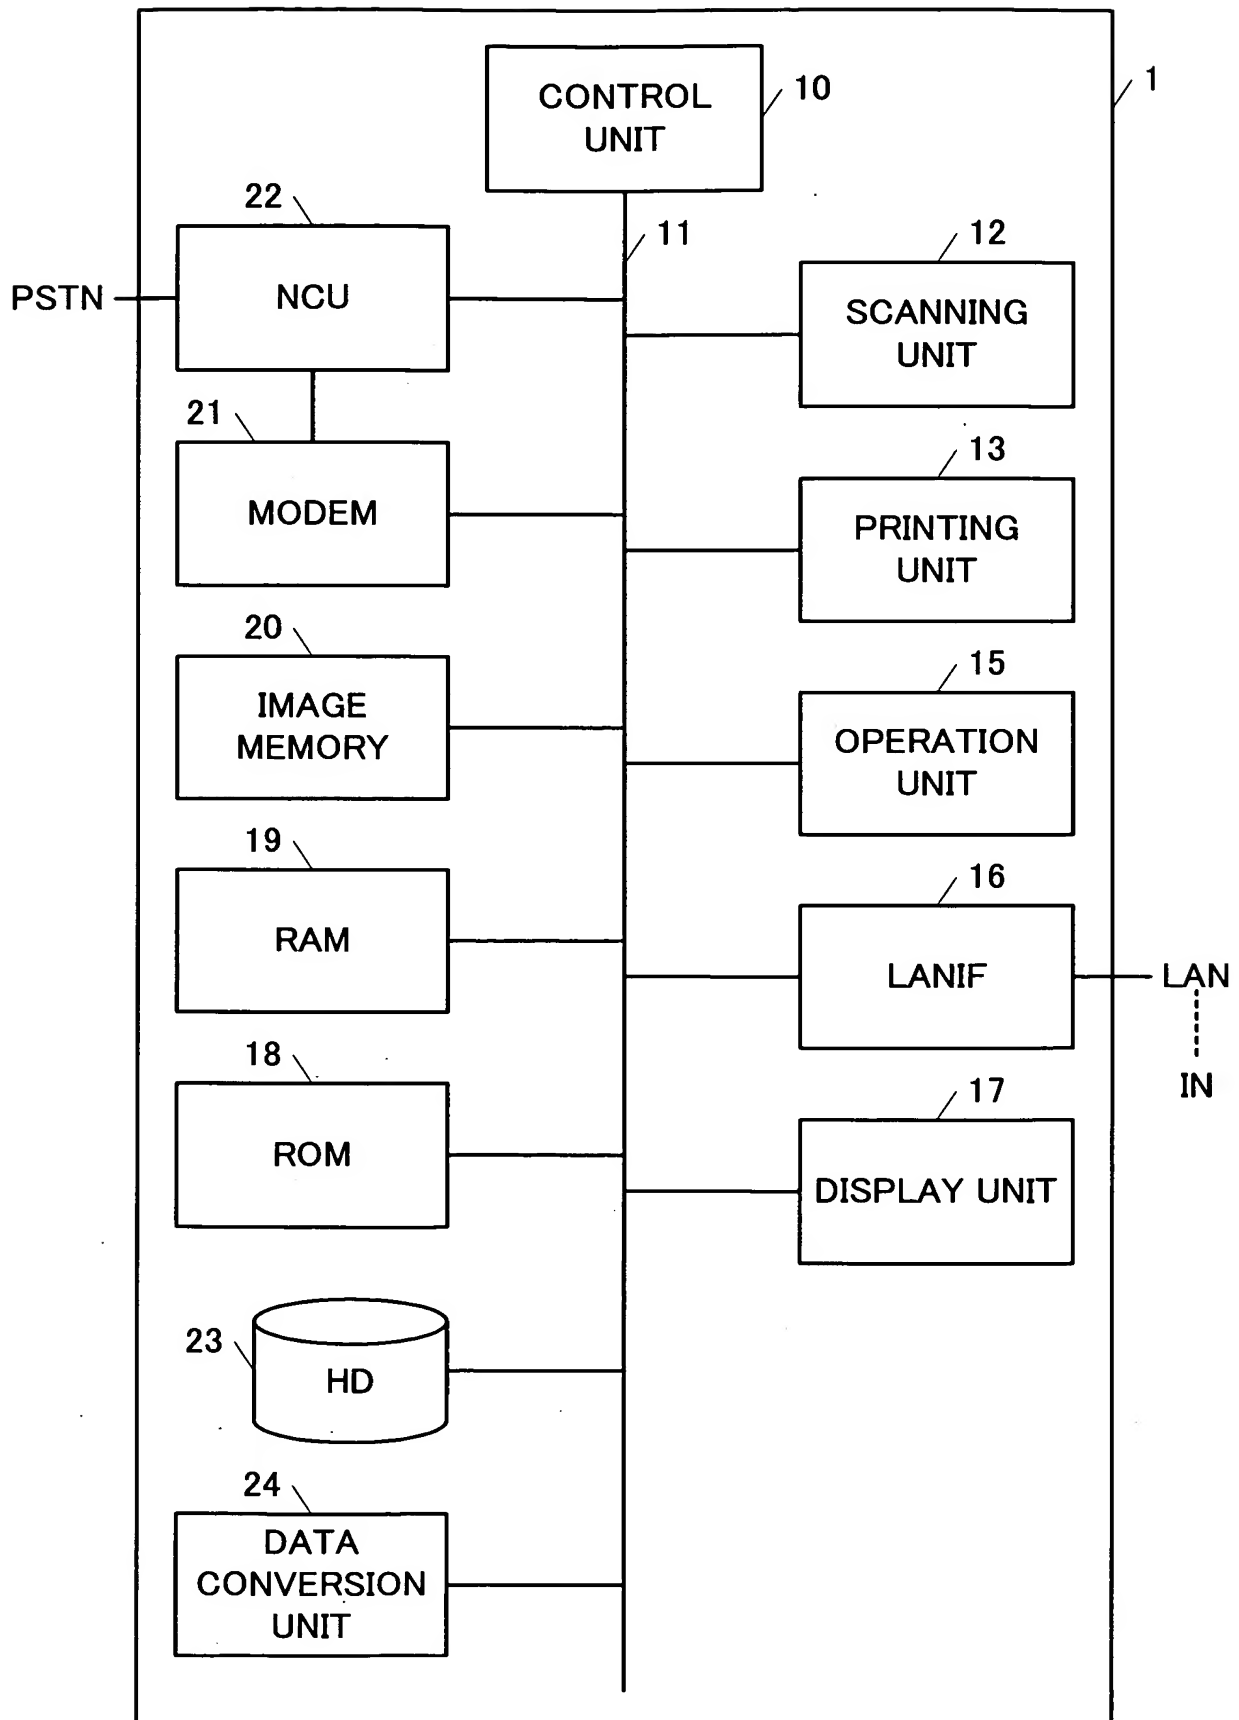 1
CONTROL
UNIT
10
11
22
NCU
PSTN
12
SCANNING
UNIT
21
MODEM
13
PRINTING
UNIT
20
IMAGE
MEMORY
15
OPERATION
UNIT
19
RAM
16
LANIF
LAN
IN
18
ROM
17
DISPLAY UNIT
23
HD
24
DATA
CONVERSION
UNIT